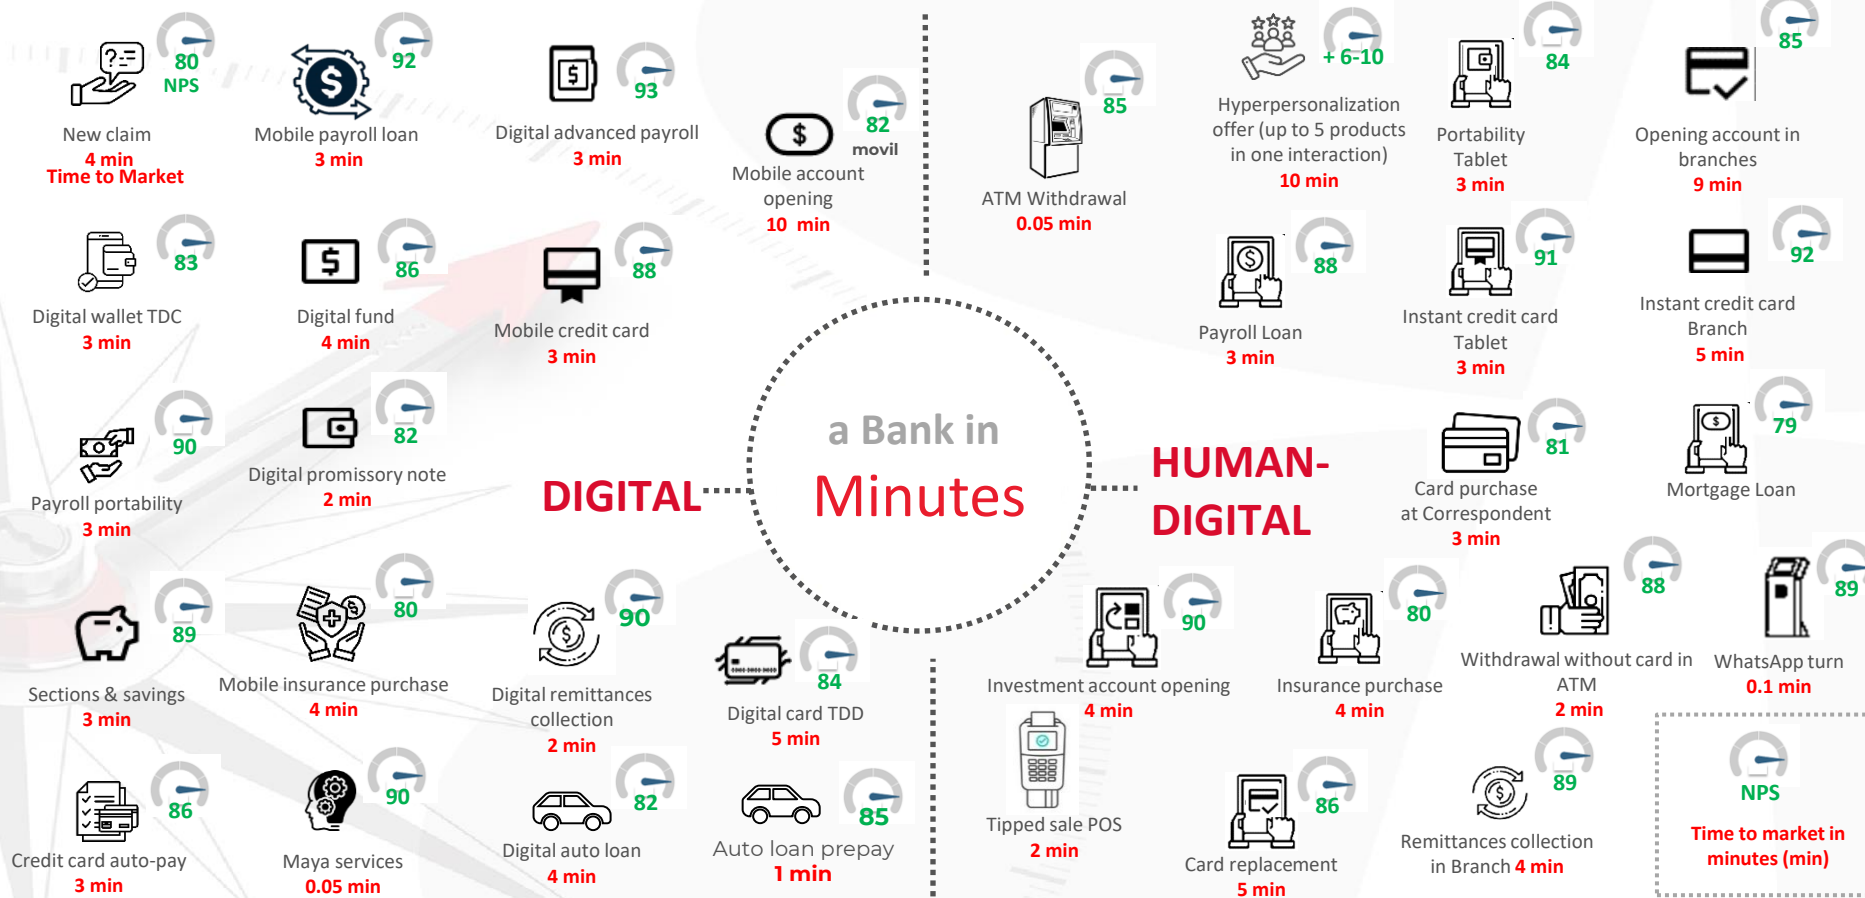 80
NPS
New claim
4 min
Time to Market
92
Mobile payroll loan
3 min
93
Digital advanced payroll
3 min
82
movil
Mobile account
opening
10 min
83
Digital wallet TDC
3 min
86
Digital fund
4 min
88
Mobile credit card
3 min
90
Payroll portability
3 min
82
Digital promissory note
2 min
DIGITAL
89
Sections & savings
3 min
80
Mobile insurance purchase
4 min
90
Digital remittances
collection
2 min
84
Digital card TDD
5 min
86
Credit card auto-pay
3 min
90
Maya services
0.05 min
82
Digital auto loan
4 min
85
Auto loan prepay
1 min
a Bank in
Minutes
HUMAN-
DIGITAL
85
ATM Withdrawal
0.05 min
+ 6-10
Hyperpersonalization
offer (up to 5 products
in one interaction)
10 min
84
Portability
Tablet
3 min
85
Opening account in
branches
9 min
88
Payroll Loan
3 min
91
Instant credit card
Tablet
3 min
92
Instant credit card
Branch
5 min
81
Card purchase
at Correspondent
3 min
79
Mortgage Loan
90
Investment account opening
4 min
80
Insurance purchase
4 min
88
Withdrawal without card in
ATM
2 min
89
WhatsApp turn
0.1 min
Tipped sale POS
2 min
86
Card replacement
5 min
89
Remittances collection
in Branch 4 min
NPS
Time to market in
minutes (min)